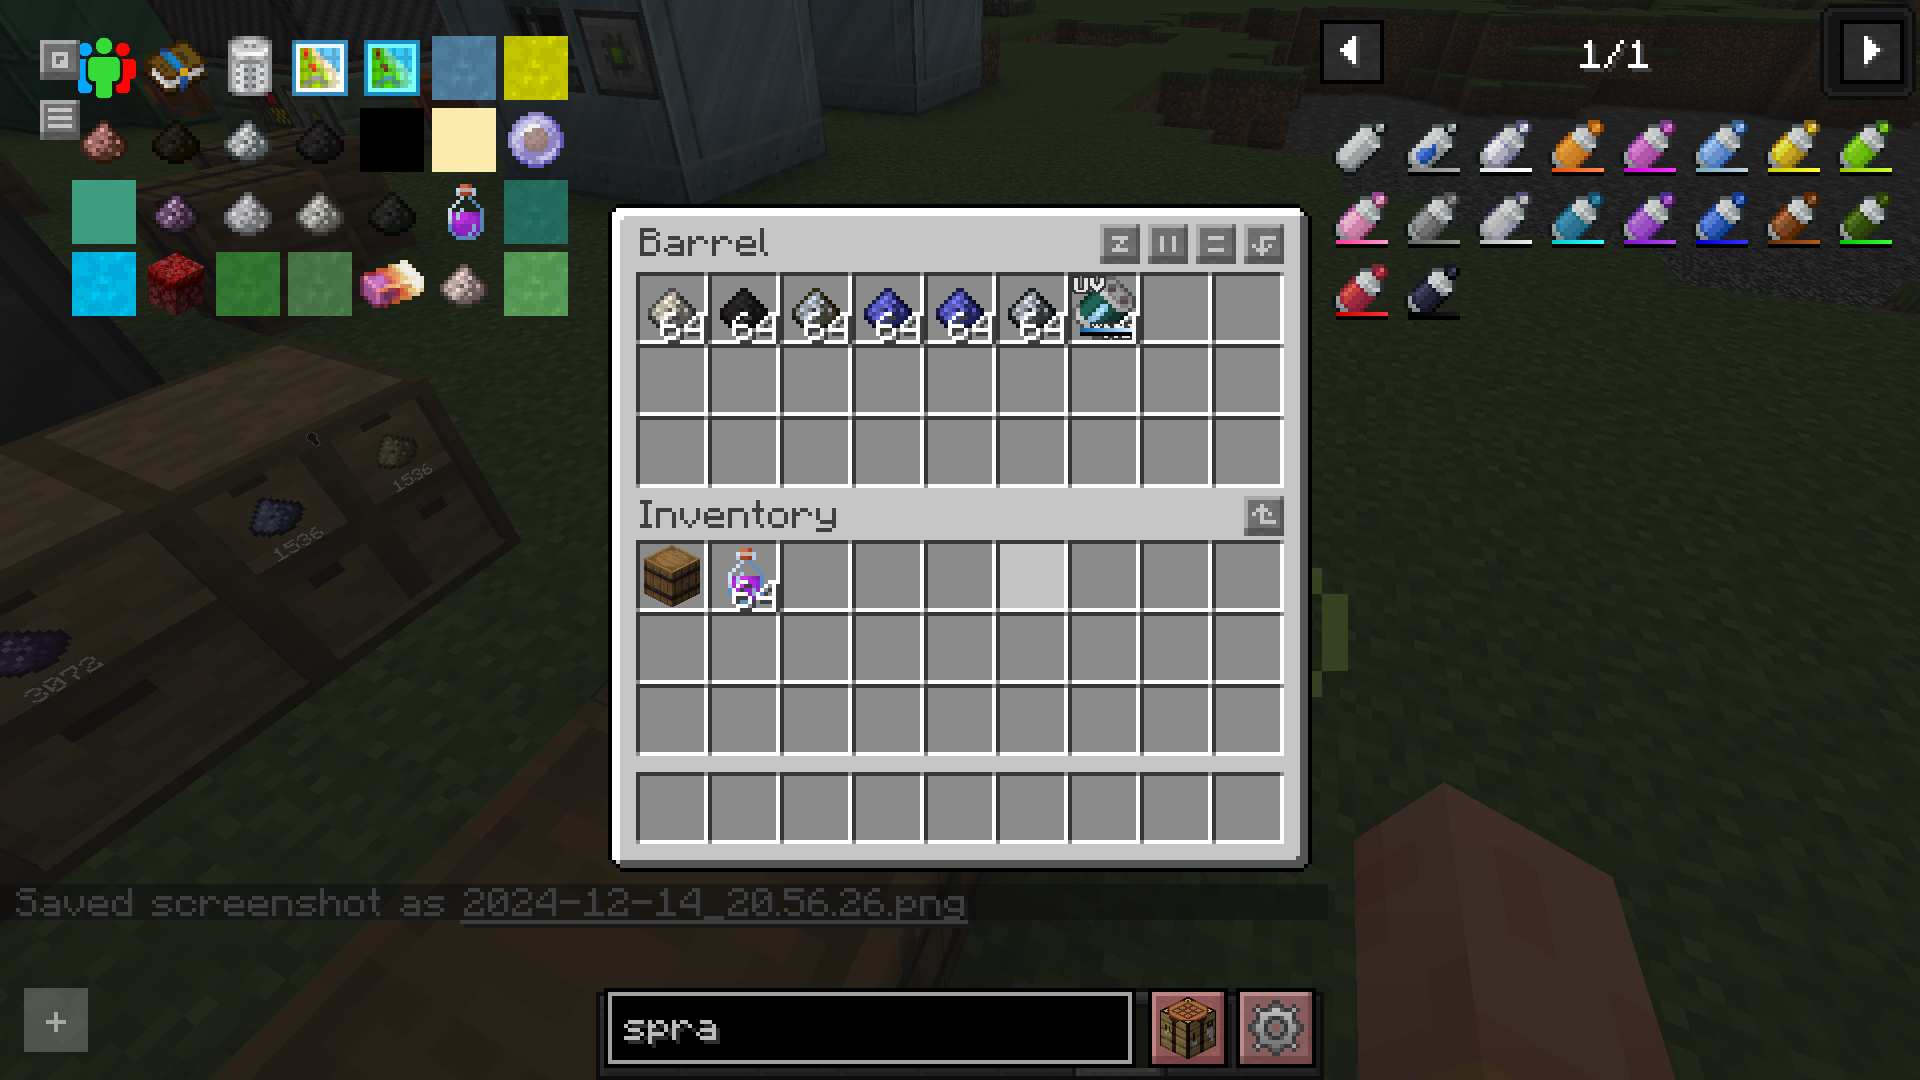 1/1
Barrel
64 64 64 64 64 64 UV
Inventory
64
1536
1536
3072
Saved screenshot as 2024-12-14_20.56.26.png
+
spra